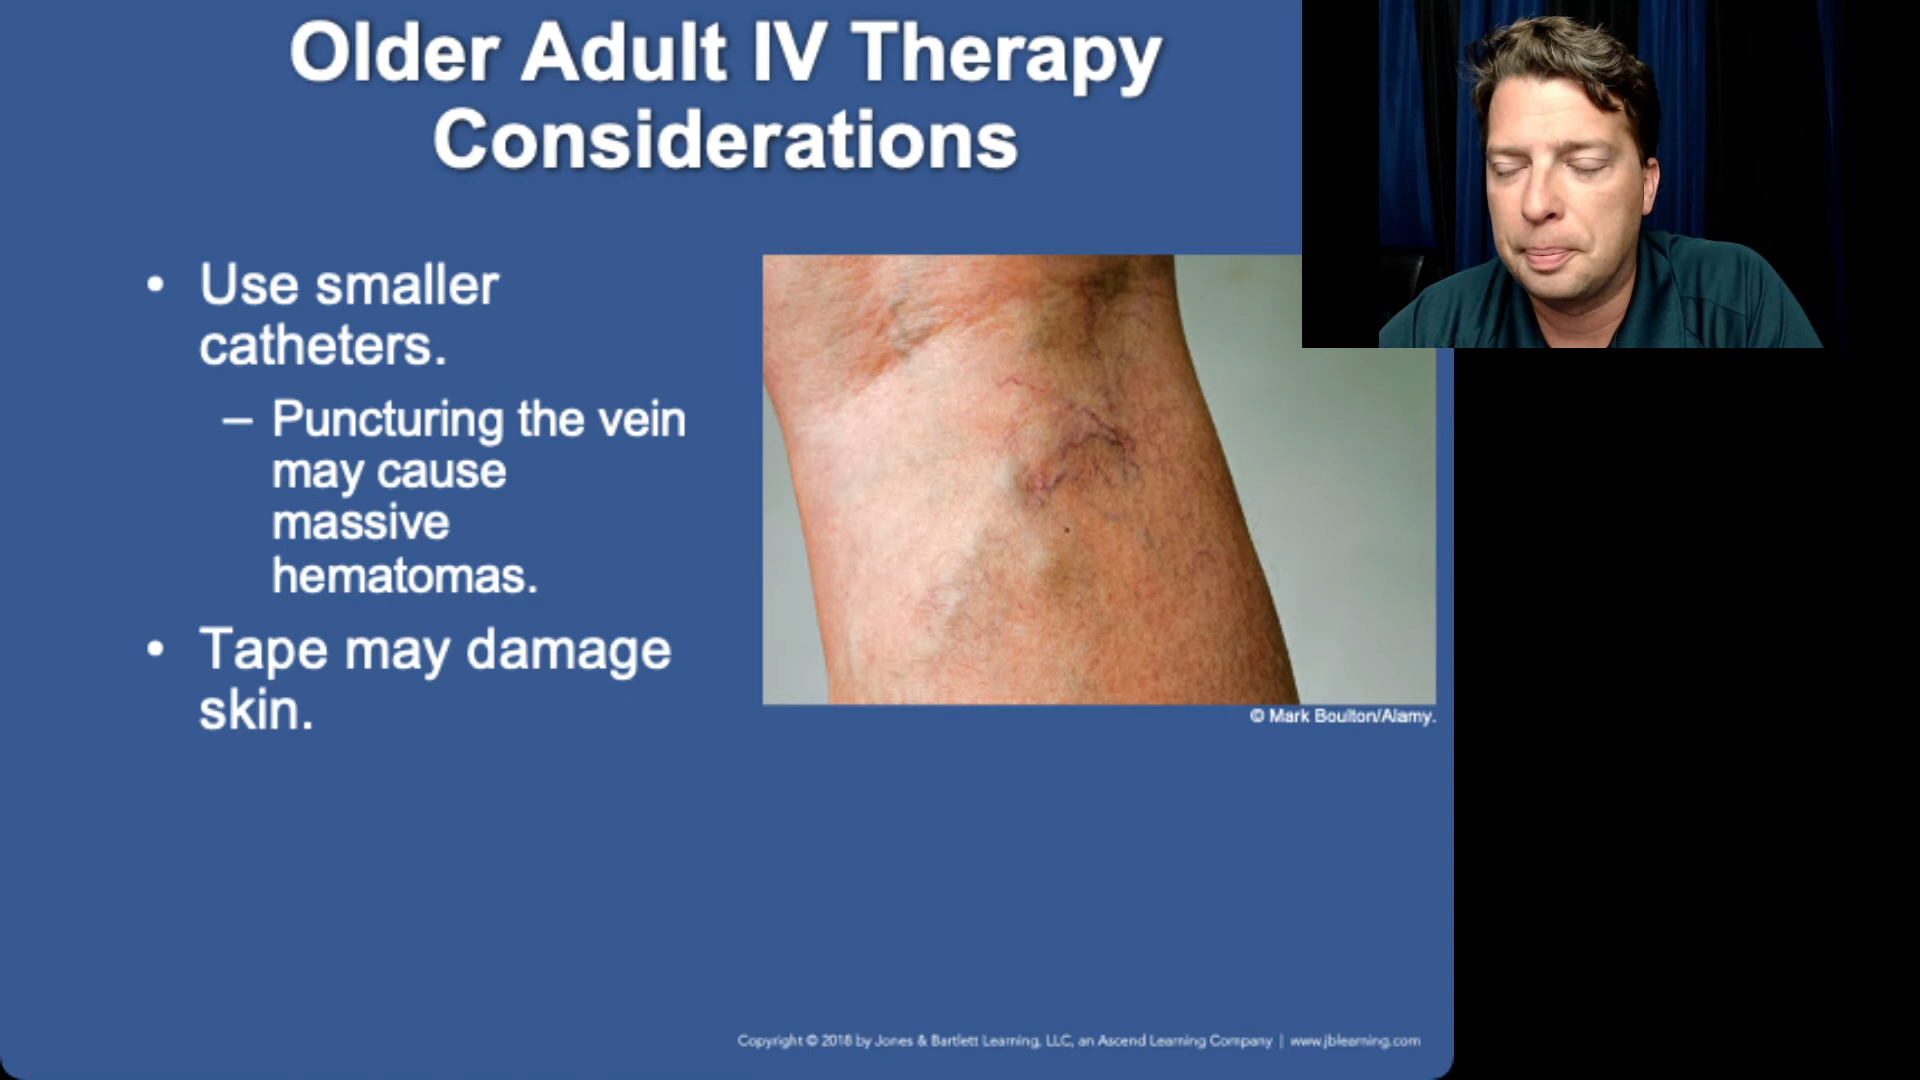 Older Adult IV Therapy
Considerations
• Use smaller
catheters.
– Puncturing the vein
may cause
massive
hematomas.
• Tape may damage
skin.
© Mark Boulton/Alamy.
Copyright © 2018 by Jones & Bartlett Learning, LLC, an Ascend Learning Company | www.jblearning.com